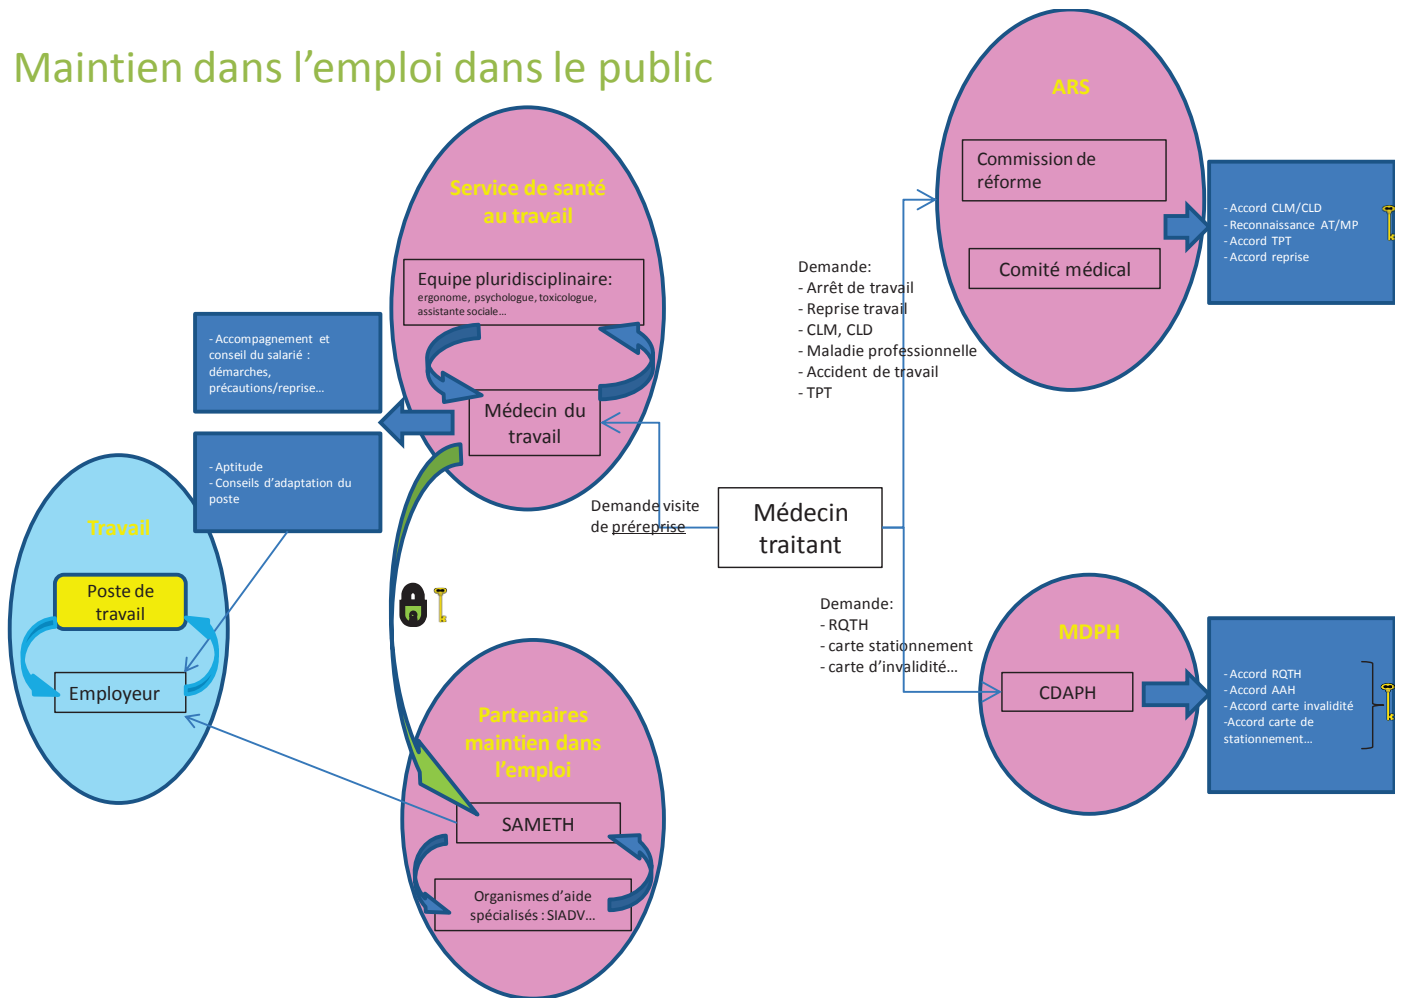 Maintien dans l'emploi dans le public
ARS
Commission de
réforme
Comité médical
- Accord CLM/CLD
- Reconnaissance AT/MP
- Accord TPT
- Accord reprise
Service de santé
au travail
Equipe pluridisciplinaire:
ergonome, psychologue, toxicologue,
assistante sociale…
Médecin du
travail
Demande:
- Arrêt de travail
- Reprise travail
- CLM, CLD
- Maladie professionnelle
- Accident de travail
- TPT
- Accompagnement et
conseil du salarié :
démarches,
précautions/reprise…
- Aptitude
- Conseils d'adaptation du
poste
Travail
Poste de
travail
Employeur
Demande visite
de préreprise
Médecin
traitant
Demande:
- RQTH
- carte stationnement
- carte d'invalidité…
MDPH
CDAPH
- Accord RQTH
- Accord AAH
- Accord carte invalidité
-Accord carte de
stationnement…
Partenaires
maintien dans
l'emploi
SAMETH
Organismes d'aide
spécialisés : SIADV…